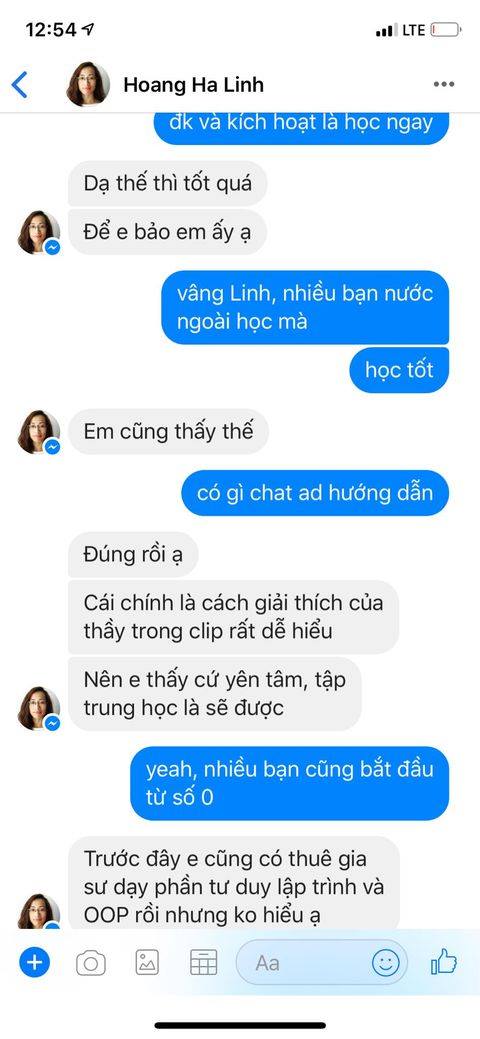 12:54
LTE
Hoang Ha Linh
đk và kích hoạt là học ngay
Dạ thế thì tốt quá
Để e bảo em ấy ạ
vâng Linh, nhiều bạn nước
ngoài học mà
học tốt
Em cũng thấy thế
có gì chat ad hướng dẫn
Đúng rồi ạ
Cái chính là cách giải thích của
thầy trong clip rất dễ hiểu
Nên e thấy cứ yên tâm, tập
trung học là sẽ được
yeah, nhiều bạn cũng bắt đầu
từ số 0
Trước đây e cũng có thuê gia
sư dạy phần tư duy lập trình và
OOP rồi nhưng ko hiểu ạ
Aa